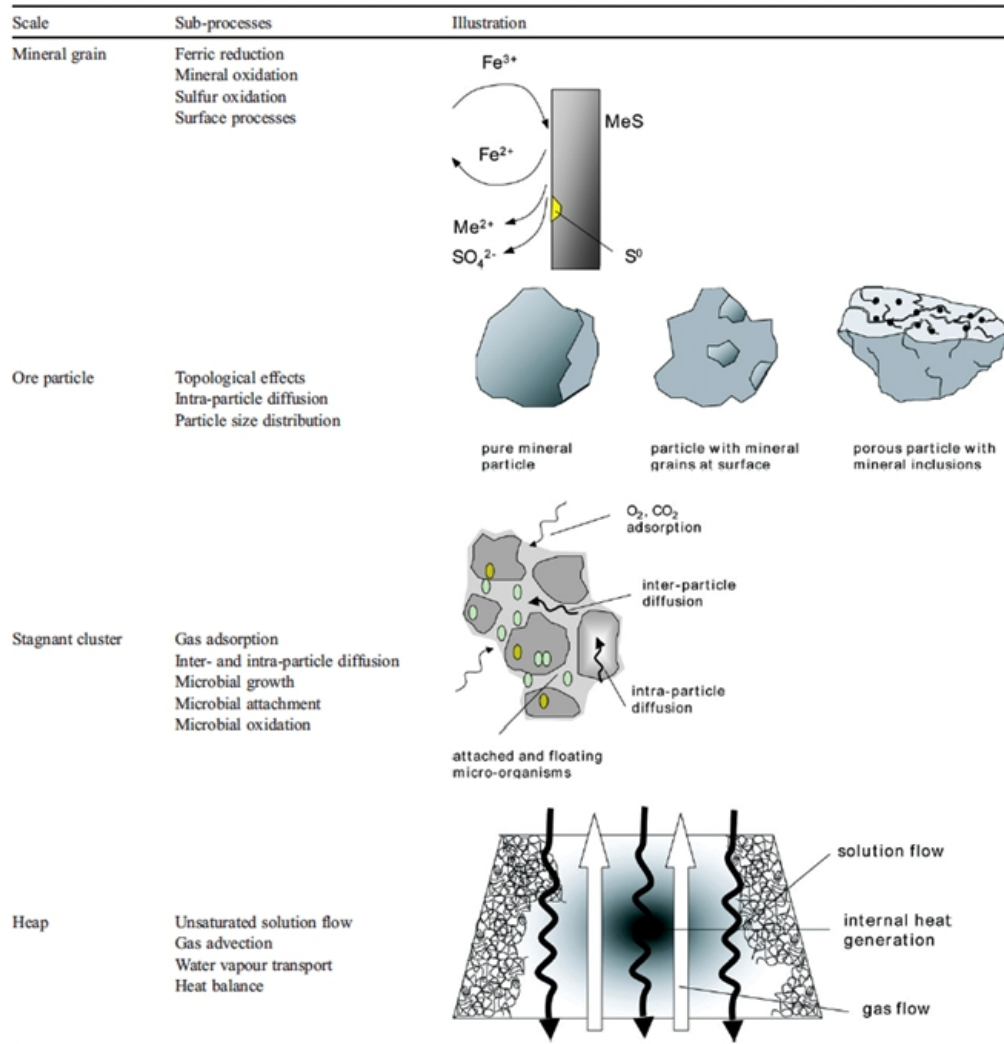 Scale Sub-processes Illustration
Mineral grain Ferric reduction
Mineral oxidation
Sulfur oxidation
Surface processes
Fe³⁺
MeS
Fe²⁺
Me²⁺
SO₄²⁻
S⁰
Ore particle Topological effects
Intra-particle diffusion
Particle size distribution
pure mineral
particle
particle with mineral
grains at surface
porous particle with
mineral inclusions
O₂, CO₂
adsorption
inter-particle
diffusion
Stagnant cluster Gas adsorption
Inter- and intra-particle diffusion
Microbial growth
Microbial attachment
Microbial oxidation
intra-particle
diffusion
attached and floating
micro-organisms
solution flow
Heap Unsaturated solution flow
Gas advection
Water vapour transport
Heat balance
internal heat
generation
gas flow